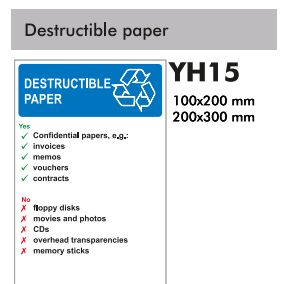 Destructible paper
DESTRUCTIBLE
PAPER
YH15
100x200 mm
200x300 mm
Yes
✓ Confidential papers, e.g.:
✓ invoices
✓ memos
✓ vouchers
✓ contracts
No
✗ floppy disks
✗ movies and photos
✗ CDs
✗ overhead transparencies
✗ memory sticks